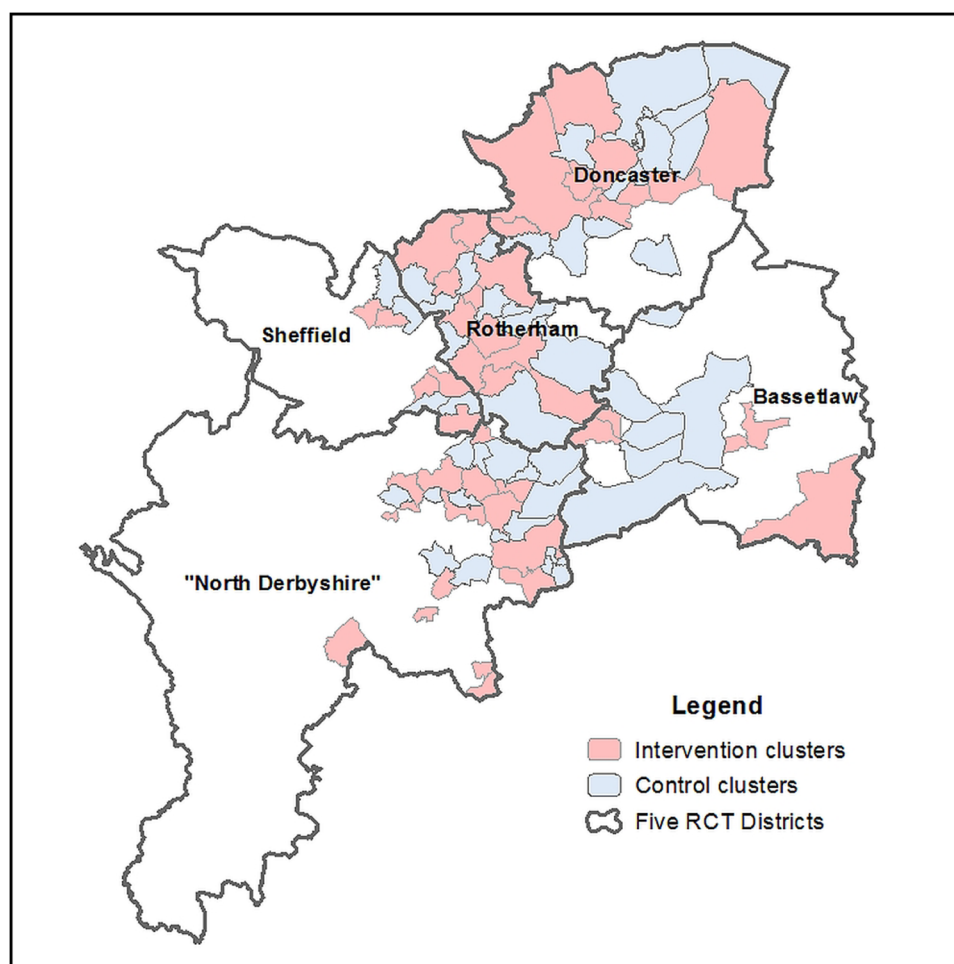 Doncaster
Sheffield
Rotherham
Bassetlaw
"North Derbyshire"
Legend
Intervention clusters
Control clusters
Five RCT Districts